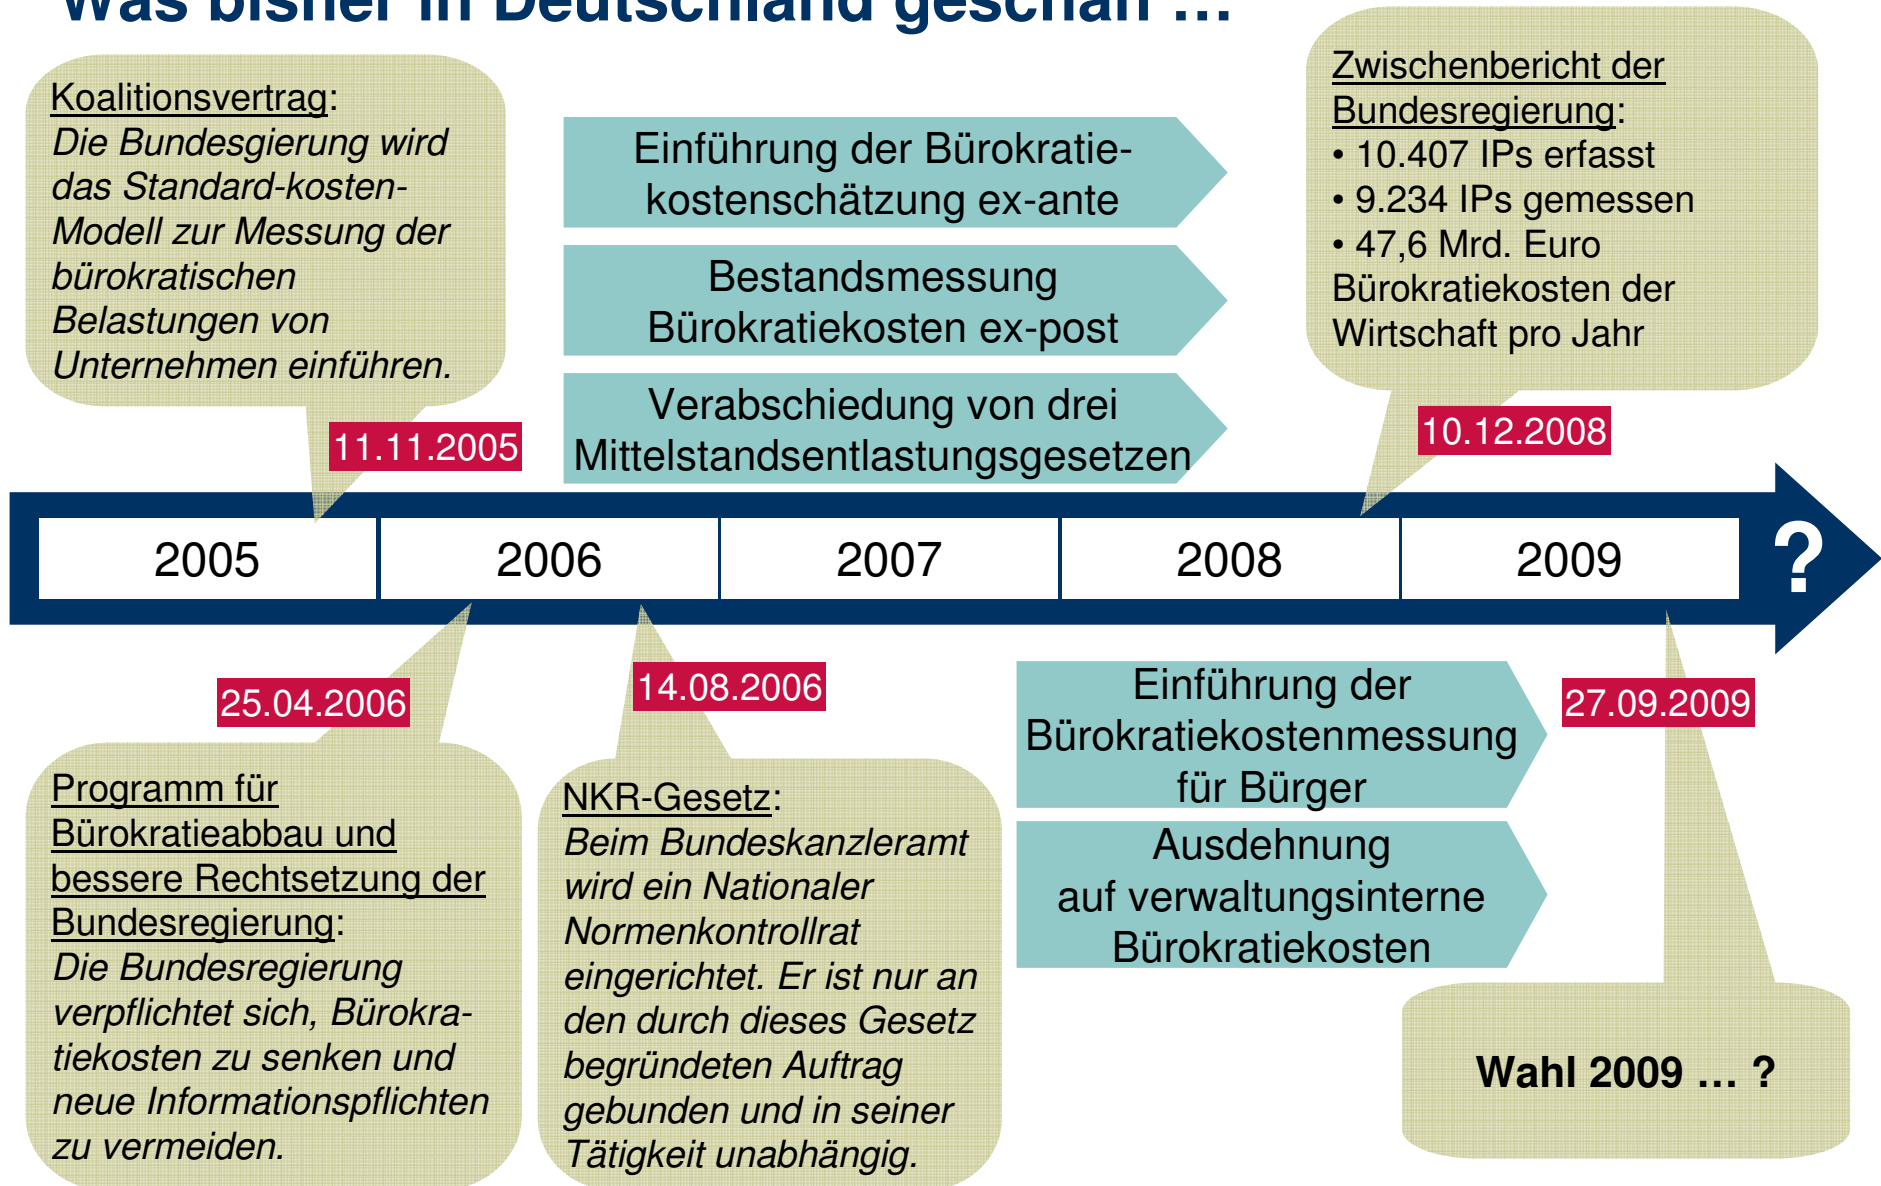 Was bisher in Deutschland geschah …
Koalitionsvertrag:
Die Bundesgierung wird
das Standard-kosten-
Modell zur Messung der
bürokratischen
Belastungen von
Unternehmen einführen.
11.11.2005
Einführung der Bürokratie-
kostenschätzung ex-ante
Bestandsmessung
Bürokratiekosten ex-post
Verabschiedung von drei
Mittelstandsentlastungsgesetzen
Zwischenbericht der
Bundesregierung:
• 10.407 IPs erfasst
• 9.234 IPs gemessen
• 47,6 Mrd. Euro
Bürokratiekosten der
Wirtschaft pro Jahr
10.12.2008
2005
2006
2007
2008
2009
?
25.04.2006
Programm für
Bürokratieabbau und
bessere Rechtsetzung der
Bundesregierung:
Die Bundesregierung
verpflichtet sich, Bürokra-
tiekosten zu senken und
neue Informationspflichten
zu vermeiden.
14.08.2006
NKR-Gesetz:
Beim Bundeskanzleramt
wird ein Nationaler
Normenkontrollrat
eingerichtet. Er ist nur an
den durch dieses Gesetz
begründeten Auftrag
gebunden und in seiner
Tätigkeit unabhängig.
Einführung der
Bürokratiekostenmessung
für Bürger
Ausdehnung
auf verwaltungsinterne
Bürokratiekosten
27.09.2009
Wahl 2009 … ?